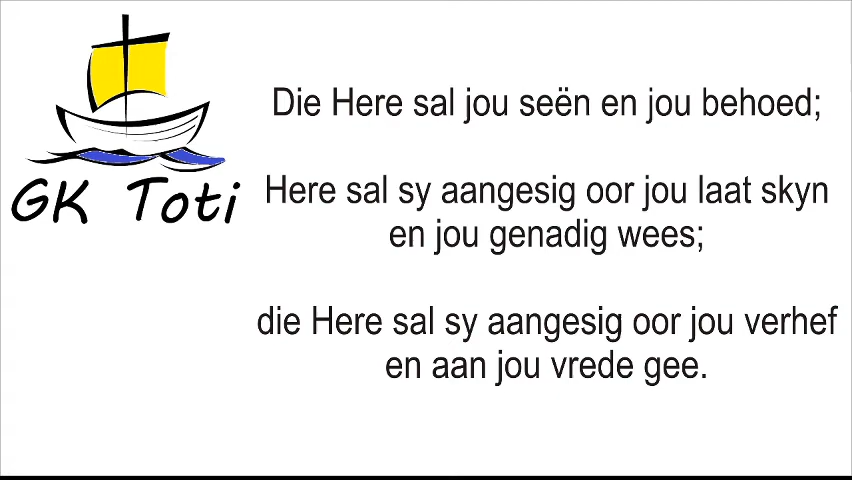 GK Toti
Die Here sal jou seën en jou behoed;
Here sal sy aangesig oor jou laat skyn
en jou genadig wees;
die Here sal sy aangesig oor jou verhef
en aan jou vrede gee.